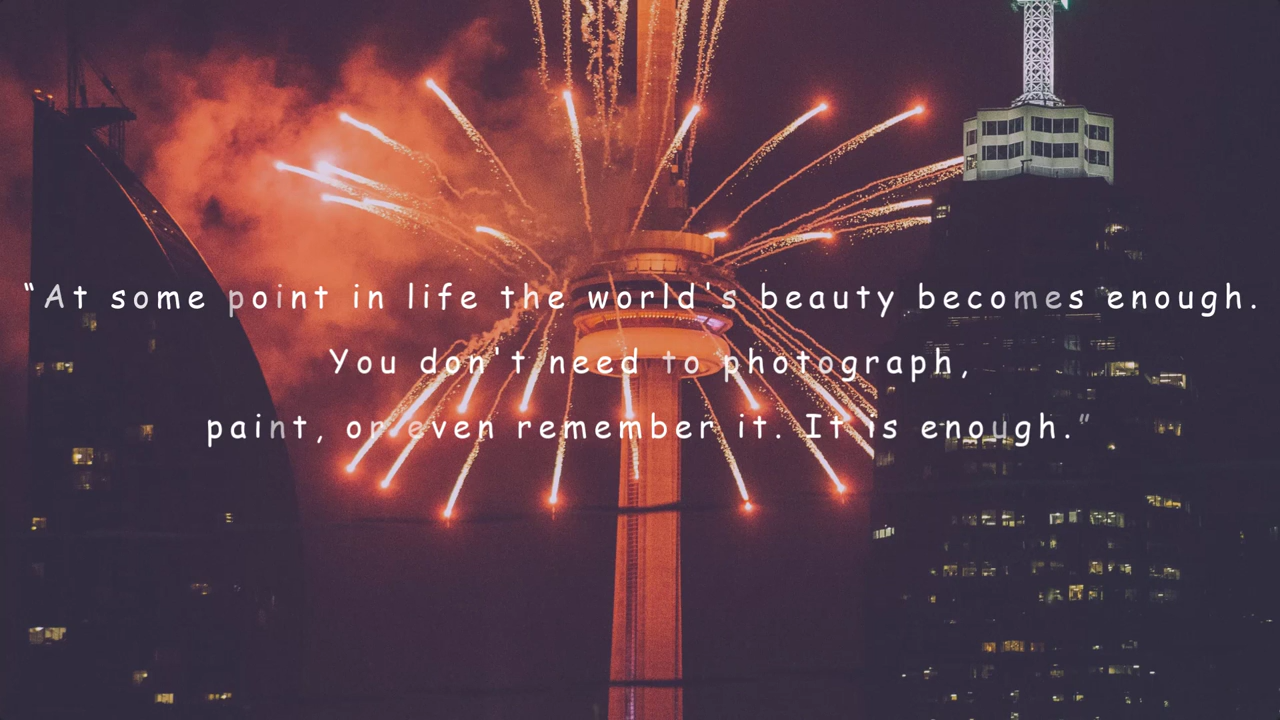 “At some point in life the world's beauty becomes enough.
You don't need to photograph,
paint, or even remember it. It is enough.”